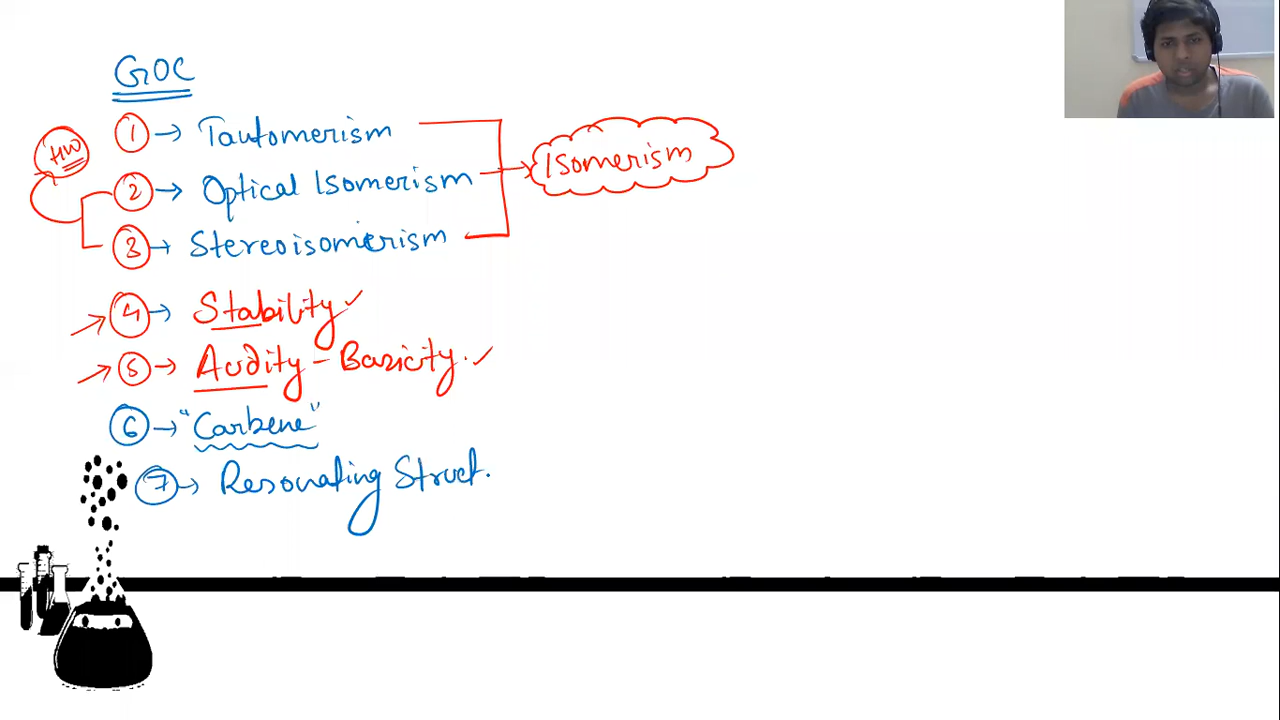 GOC
HW
1 → Tautomerism
2 → Optical Isomerism
3 → Stereoisomerism
Isomerism
→ 4 → Stability ✓
→ 5 → Acidity - Basicity. ✓
6 → "Carbene"
7 → Resonating Struct.